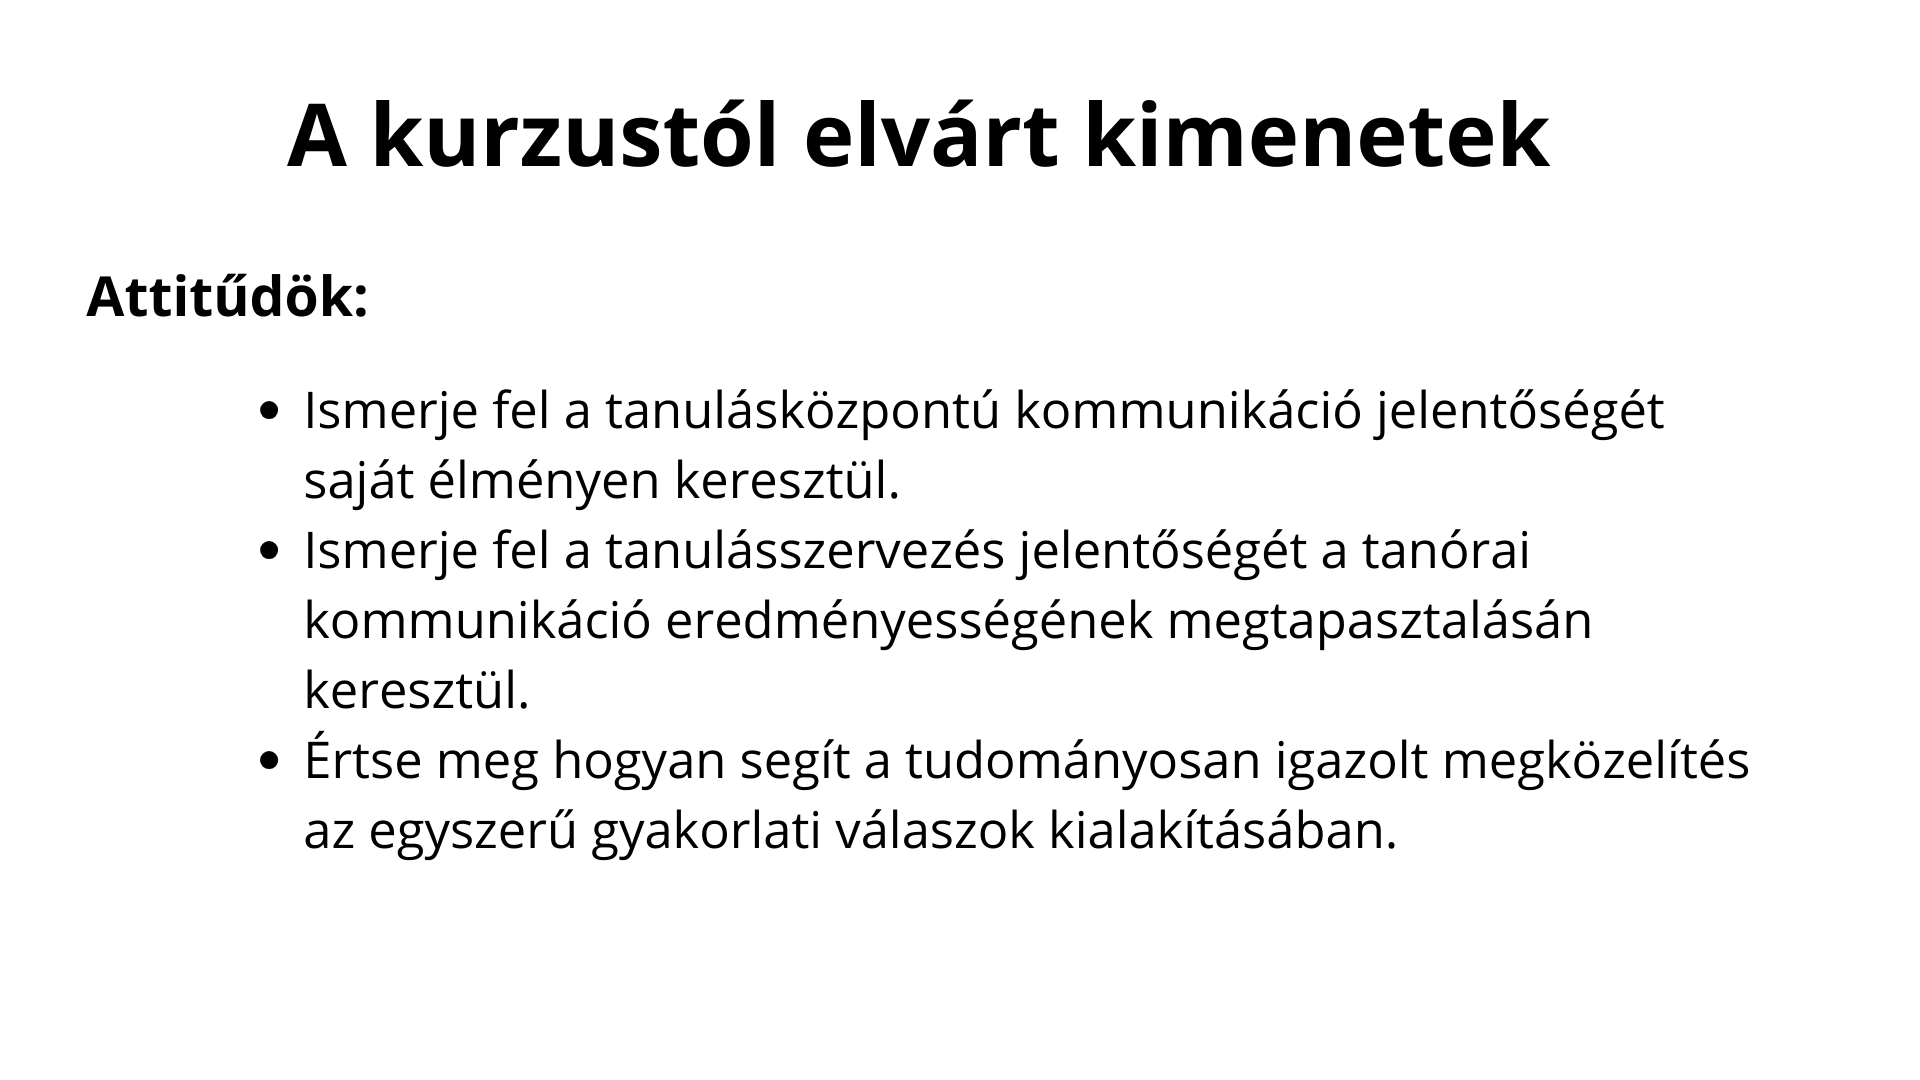 A kurzustól elvárt kimenetek
Attitűdök:
• Ismerje fel a tanulásközpontú kommunikáció jelentőségét
saját élményen keresztül.
• Ismerje fel a tanulásszervezés jelentőségét a tanórai
kommunikáció eredményességének megtapasztalásán
keresztül.
• Értse meg hogyan segít a tudományosan igazolt megközelítés
az egyszerű gyakorlati válaszok kialakításában.